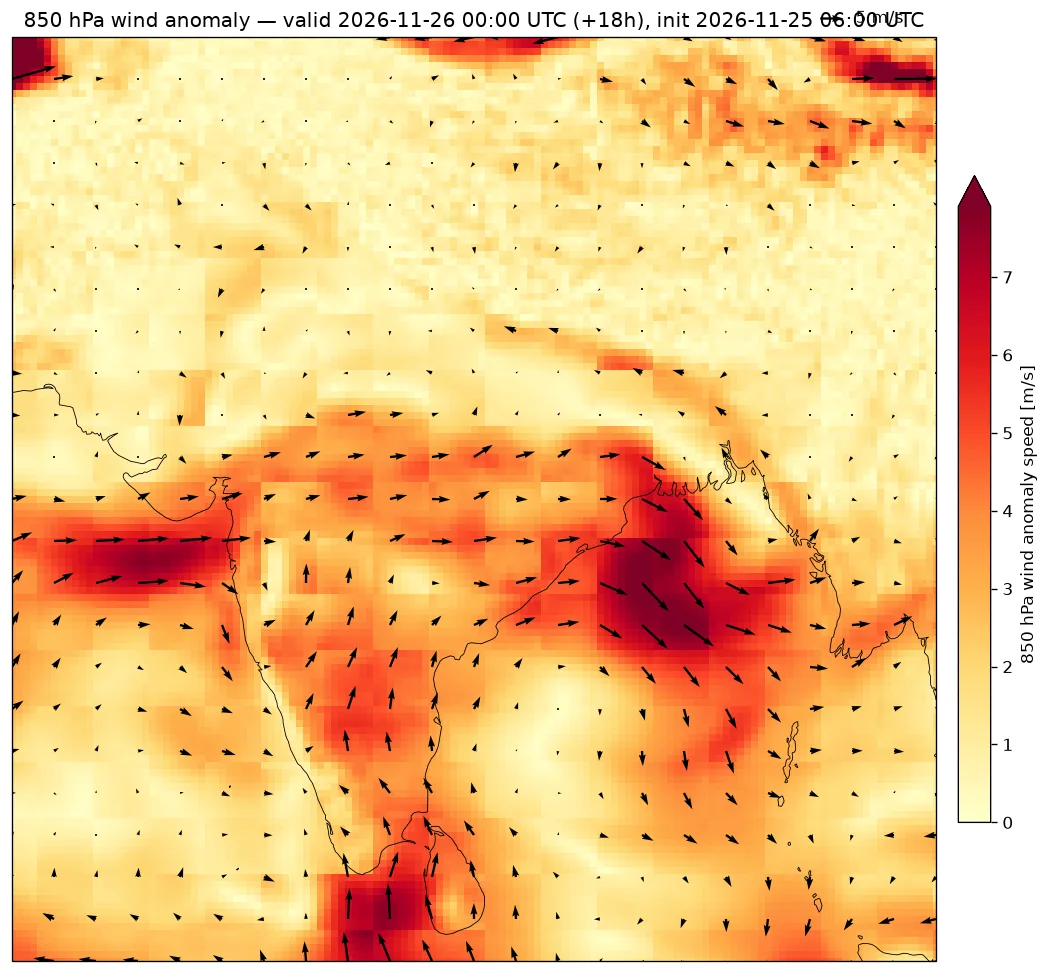 850 hPa wind anomaly — valid 2026-11-26 00:00 UTC (+18h), init 2026-11-25 06:00 UTC
5 m/s
7
6
5
4
3
2
1
0
850 hPa wind anomaly speed [m/s]